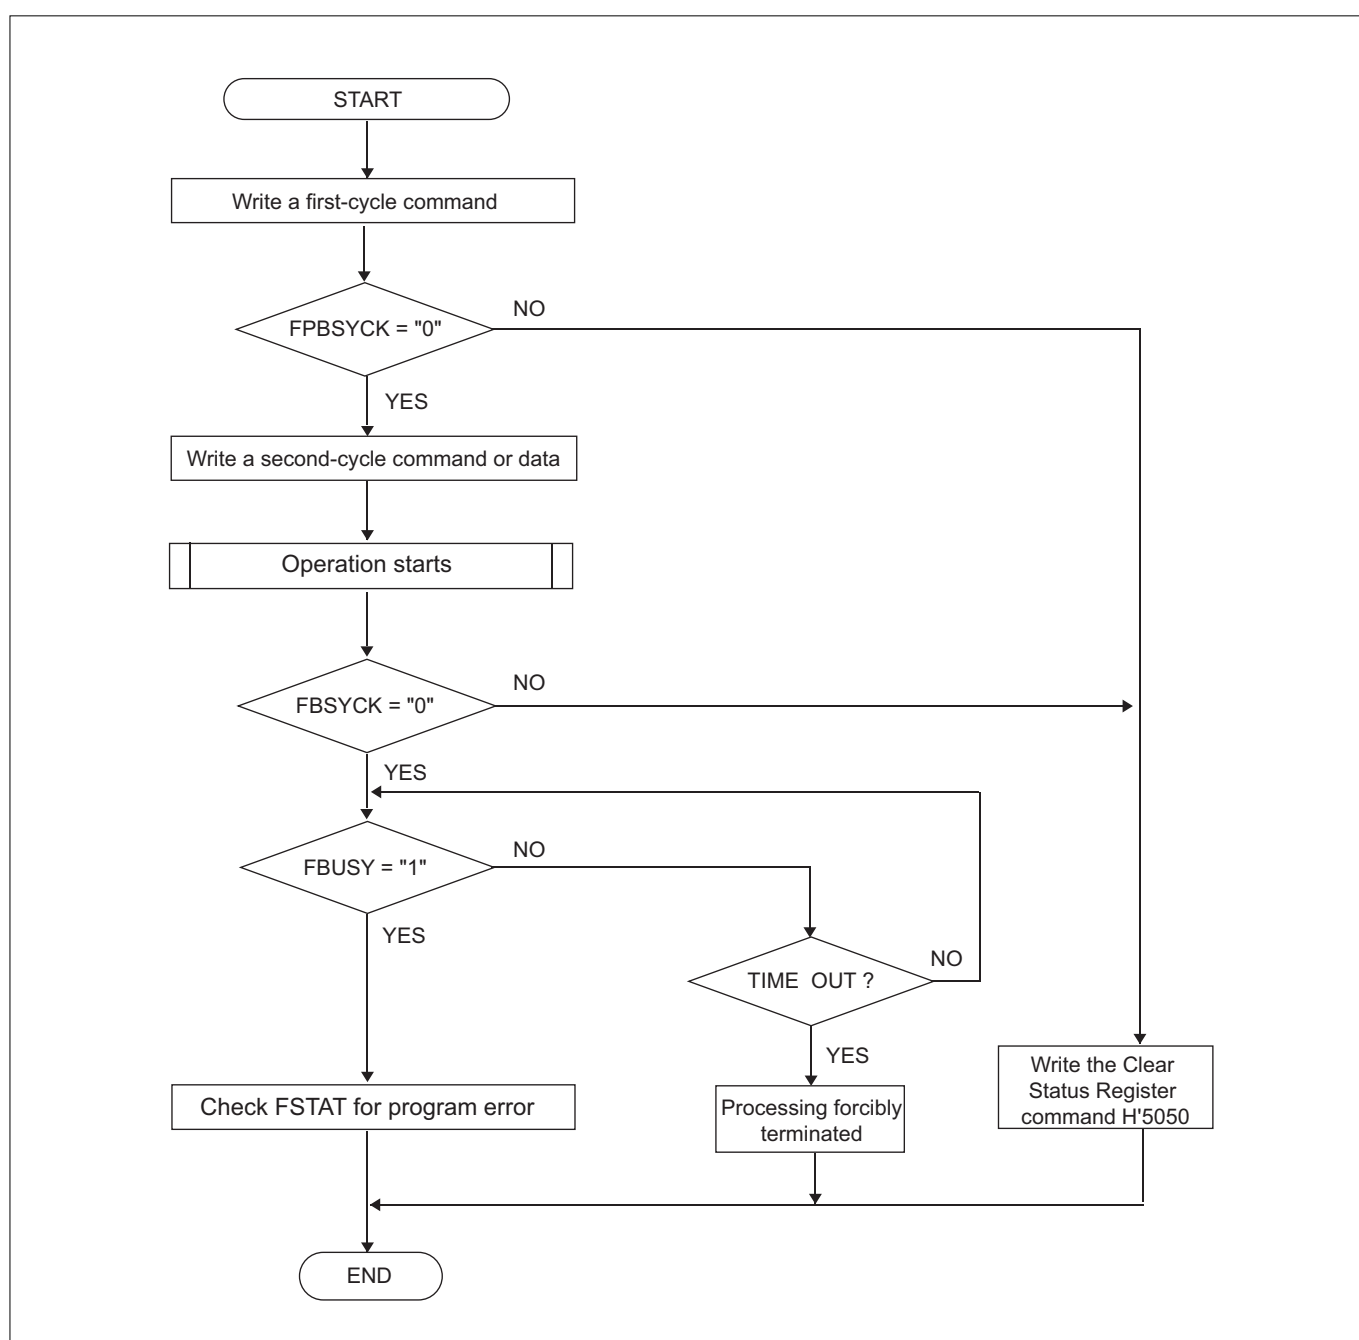 START
Write a first-cycle command
FPBSYCK = "0"
NO
YES
Write a second-cycle command or data
Operation starts
FBSYCK = "0"
NO
YES
FBUSY = "1"
NO
YES
TIME OUT ?
NO
YES
Check FSTAT for program error
Processing forcibly
terminated
Write the Clear
Status Register
command H'5050
END